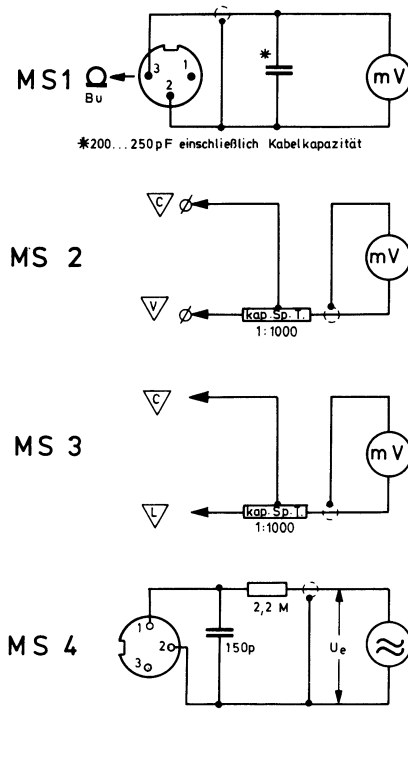 MS1
Bu
3
1
2
*
mV
*200...250pF einschließlich Kabelkapazität
MS 2
C
V
kap. Sp. T.
1:1000
mV
MS 3
C
L
kap. Sp. T.
1:1000
mV
MS 4
1
2
3
150p
2,2 M
Ue